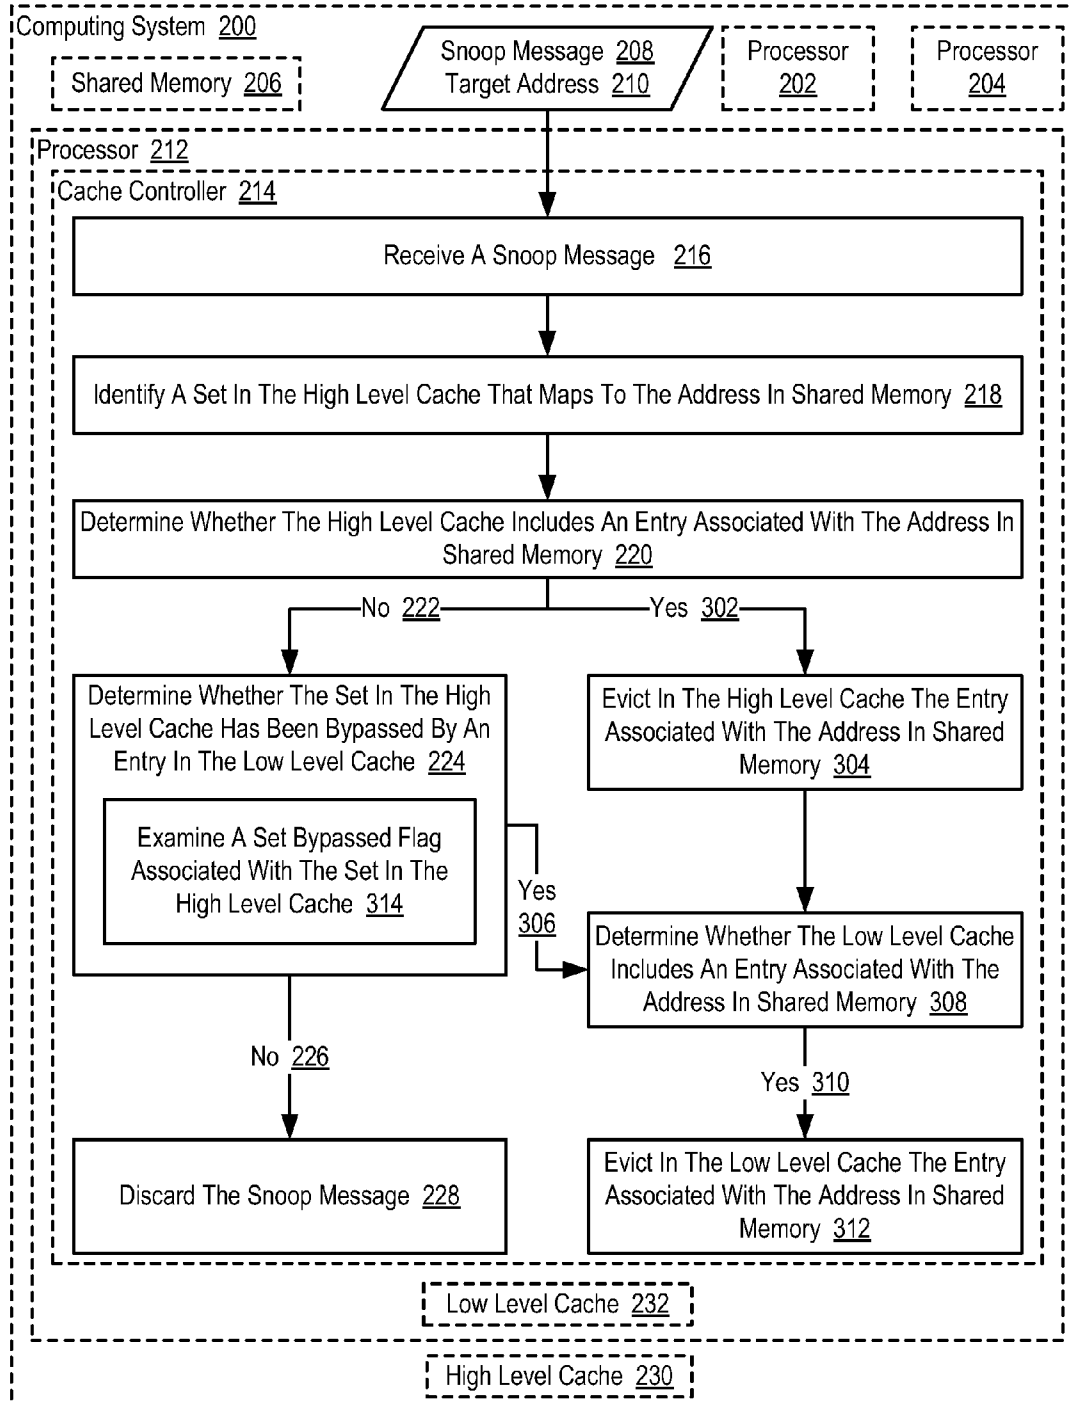 Computing System 200
Shared Memory 206
Snoop Message 208
Target Address 210
Processor
202
Processor
204
Processor 212
Cache Controller 214
Receive A Snoop Message 216
Identify A Set In The High Level Cache That Maps To The Address In Shared Memory 218
Determine Whether The High Level Cache Includes An Entry Associated With The Address In
Shared Memory 220
No 222
Yes 302
Determine Whether The Set In The High
Level Cache Has Been Bypassed By An
Entry In The Low Level Cache 224
Examine A Set Bypassed Flag
Associated With The Set In The
High Level Cache 314
Evict In The High Level Cache The Entry
Associated With The Address In Shared
Memory 304
Yes
306
Determine Whether The Low Level Cache
Includes An Entry Associated With The
Address In Shared Memory 308
No 226
Yes 310
Discard The Snoop Message 228
Evict In The Low Level Cache The Entry
Associated With The Address In Shared
Memory 312
Low Level Cache 232
High Level Cache 230